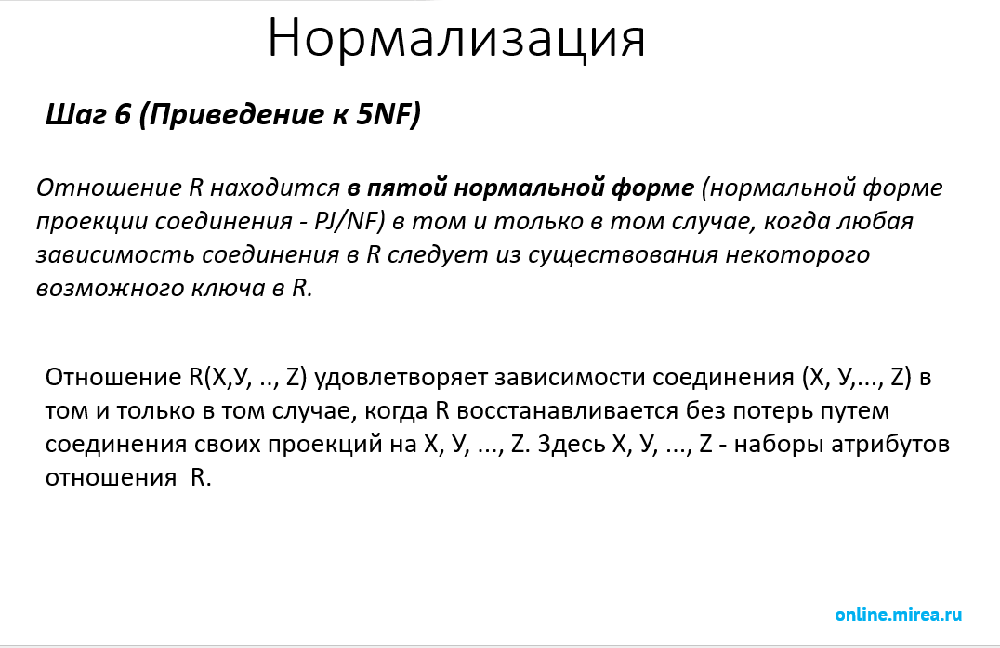 Нормализация
Шаг 6 (Приведение к 5NF)
Отношение R находится в пятой нормальной форме (нормальной форме
проекции соединения - PJ/NF) в том и только в том случае, когда любая
зависимость соединения в R следует из существования некоторого
возможного ключа в R.
Отношение R(X,У, .., Z) удовлетворяет зависимости соединения (X, У,..., Z) в
том и только в том случае, когда R восстанавливается без потерь путем
соединения своих проекций на X, У, ..., Z. Здесь X, У, ..., Z - наборы атрибутов
отношения  R.
online.mirea.ru